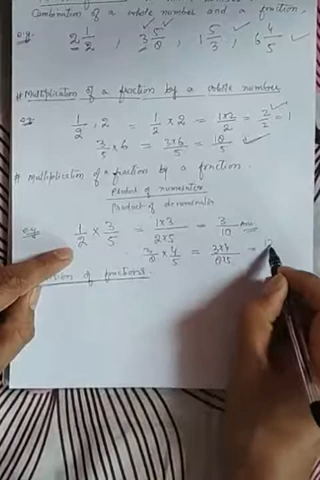 Combination of a whole number and a fraction.
e.g. 2 1/2 , 3 5/8 , 1 5/3 , 6 4/5
# Multiplication of a fraction by a whole number
eg. 1/2 , 2 = 1/2 × 2 = 1×2/2 = 2/2 = 1
3/5 × 6 = 3×6/5 = 18/5
# Multiplication of a fraction by a fraction.
Product of numerator
Product of denominator
e.g. 1/2 × 3/5 = 1×3/2×5 = 3/10 Ans
3/8 × 4/5 = 3×4/8×5 =
of fractions.